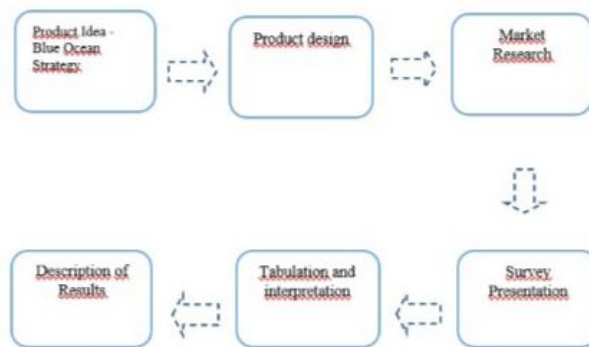 Product Idea -
Blue Ocean
Strategy
Product design
Market
Research
Survey
Presentation
Tabulation and
interpretation
Description of
Results